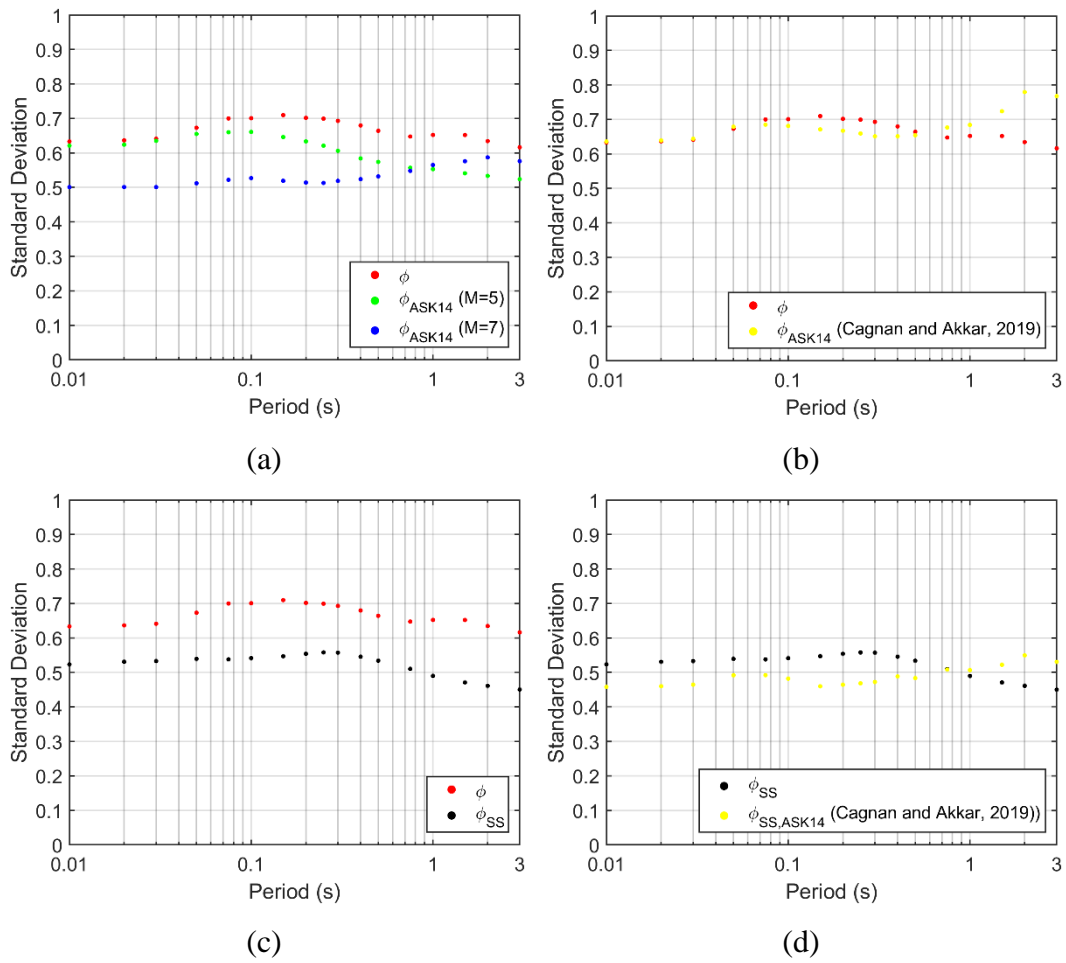 1
0.9
0.8
0.7
0.6
0.5
0.4
0.3
0.2
0.1
0
Standard Deviation
0.01
0.1
1
3
Period (s)
ϕ
ϕASK14 (M=5)
ϕASK14 (M=7)
(a)
1
0.9
0.8
0.7
0.6
0.5
0.4
0.3
0.2
0.1
0
Standard Deviation
0.01
0.1
1
3
Period (s)
ϕ
ϕASK14 (Cagnan and Akkar, 2019)
(b)
1
0.9
0.8
0.7
0.6
0.5
0.4
0.3
0.2
0.1
0
Standard Deviation
0.01
0.1
1
3
Period (s)
ϕ
ϕSS
(c)
1
0.9
0.8
0.7
0.6
0.5
0.4
0.3
0.2
0.1
0
Standard Deviation
0.01
0.1
1
3
Period (s)
ϕSS
ϕSS,ASK14 (Cagnan and Akkar, 2019))
(d)